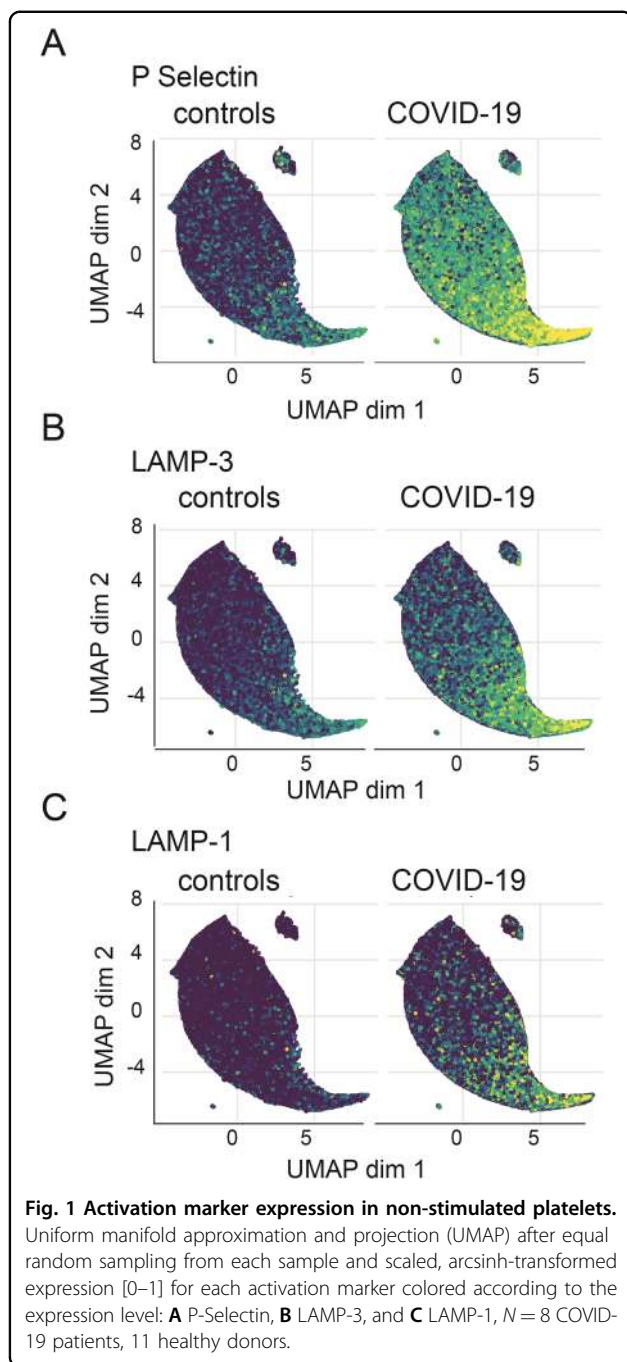 A
P Selectin
controls COVID-19
8
4
0
-4
UMAP dim 2
0 5 0 5
UMAP dim 1
B
LAMP-3
controls COVID-19
8
4
0
-4
UMAP dim 2
0 5 0 5
UMAP dim 1
C
LAMP-1
controls COVID-19
8
4
0
-4
UMAP dim 2
0 5 0 5
UMAP dim 1
Fig. 1 Activation marker expression in non-stimulated platelets.
Uniform manifold approximation and projection (UMAP) after equal
random sampling from each sample and scaled, arcsinh-transformed
expression [0–1] for each activation marker colored according to the
expression level: A P-Selectin, B LAMP-3, and C LAMP-1, N = 8 COVID-
19 patients, 11 healthy donors.